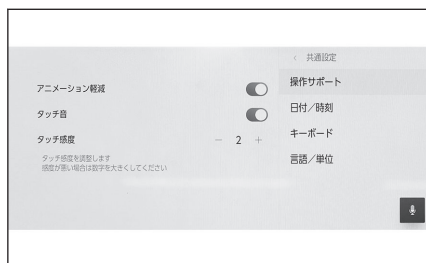 アニメーション軽減
タッチ音
タッチ感度
− 2 +
タッチ感度を調整します
感度が悪い場合は数字を大きくしてください
< 共通設定
操作サポート
日付/時刻
キーボード
言語/単位